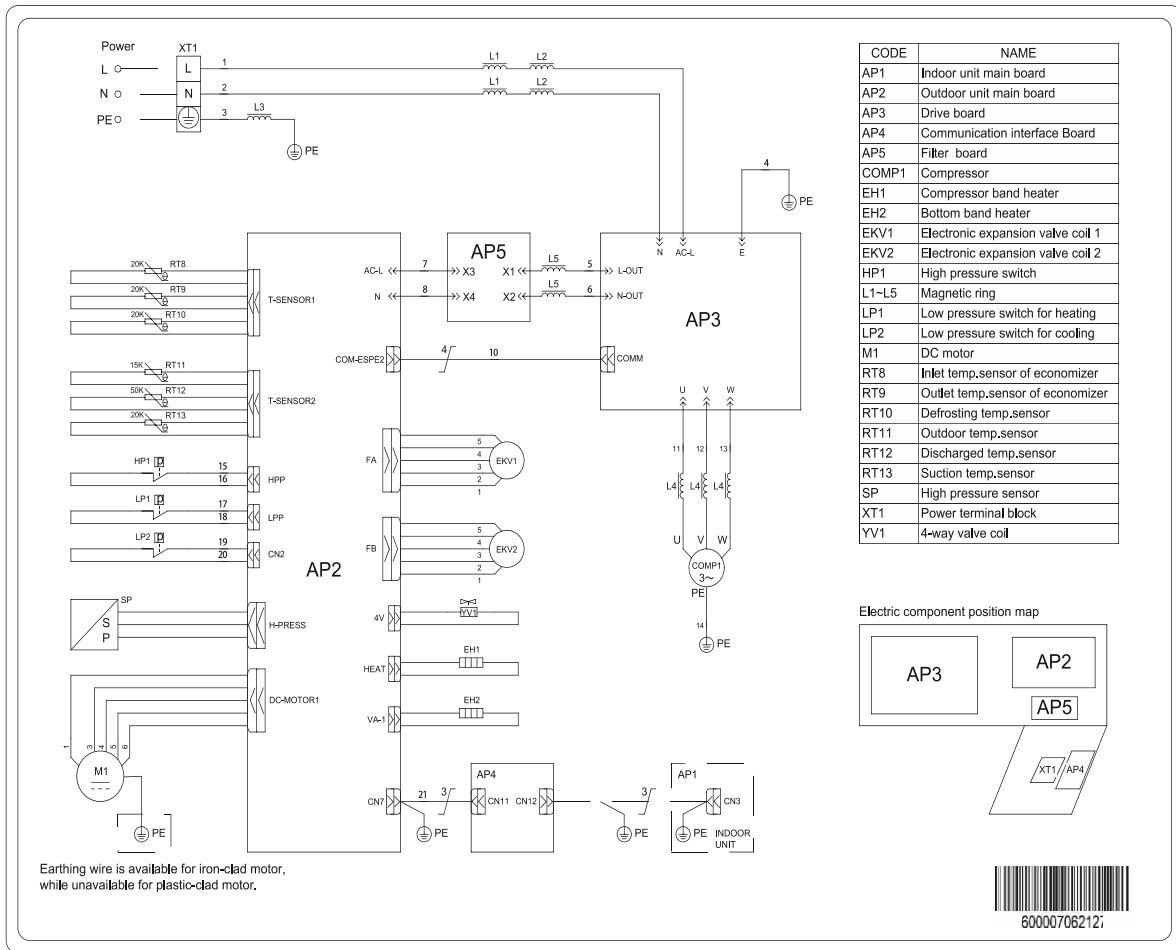 Power
XT1
L
L
1
L1
L2
N
N
2
L1
L2
PE
3
L3
PE
4
PE
N
AC-L
E
AP5
AC-L
7
X3
X1
L5
5
L-OUT
N
8
X4
X2
L5
6
N-OUT
AP3
COM-ESPE2
4
10
COMM
U
V
W
11
12
13
L4
L4
L4
U
V
W
COMP1
3~
PE
14
PE
20K
RT8
20K
RT9
T-SENSOR1
20K
RT10
15K
RT11
50K
RT12
T-SENSOR2
20K
RT13
HP1
P
15
16
HPP
LP1
P
17
18
LPP
LP2
P
19
20
CN2
AP2
SP
S
P
H-PRESS
DC-MOTOR1
1
3
4
5
6
M1
PE
FA
5
4
3
2
1
EKV1
FB
5
4
3
2
1
EKV2
4V
YV1
HEAT
EH1
VA-1
EH2
CN7
21
3
PE
AP4
CN11
CN12
PE
3
AP1
CN3
PE
INDOOR
UNIT
Earthing wire is available for iron-clad motor,
while unavailable for plastic-clad motor.
CODE NAME
AP1 Indoor unit main board
AP2 Outdoor unit main board
AP3 Drive board
AP4 Communication interface Board
AP5 Filter board
COMP1 Compressor
EH1 Compressor band heater
EH2 Bottom band heater
EKV1 Electronic expansion valve coil 1
EKV2 Electronic expansion valve coil 2
HP1 High pressure switch
L1~L5 Magnetic ring
LP1 Low pressure switch for heating
LP2 Low pressure switch for cooling
M1 DC motor
RT8 Inlet temp.sensor of economizer
RT9 Outlet temp.sensor of economizer
RT10 Defrosting temp.sensor
RT11 Outdoor temp.sensor
RT12 Discharged temp.sensor
RT13 Suction temp.sensor
SP High pressure sensor
XT1 Power terminal block
YV1 4-way valve coil
Electric component position map
AP3
AP2
AP5
XT1
AP4